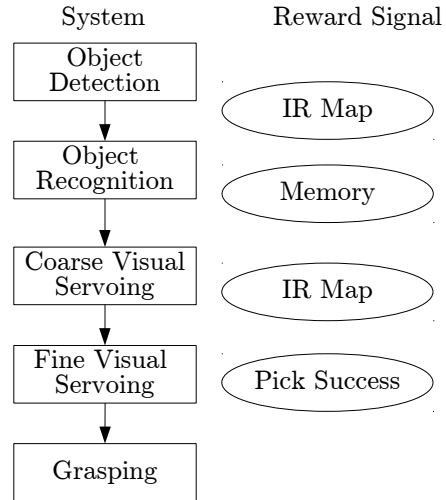 System
Reward Signal
Object
Detection
IR Map
Object
Recognition
Memory
Coarse Visual
Servoing
IR Map
Fine Visual
Servoing
Pick Success
Grasping